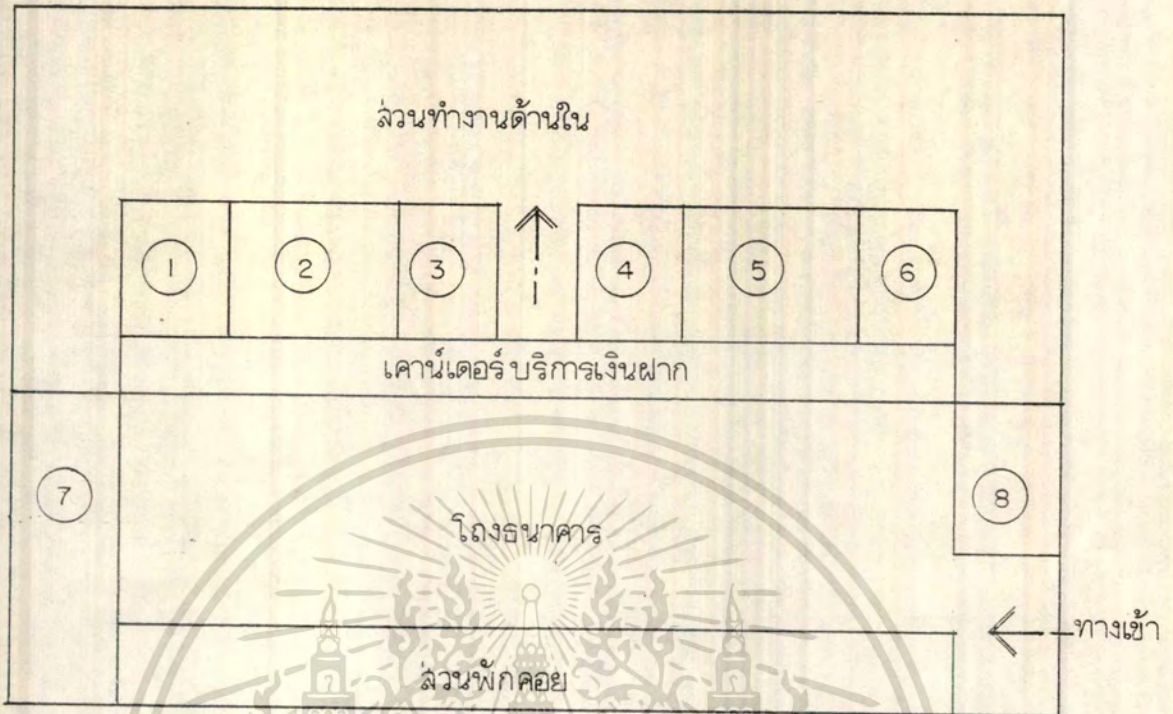 ส่วนทำงานด้านใน
1 2 3 4 5 6
เคาน์เตอร์บริการเงินฝาก
7 8
โถงธนาคาร
ทางเข้า
ส่วนพักคอย